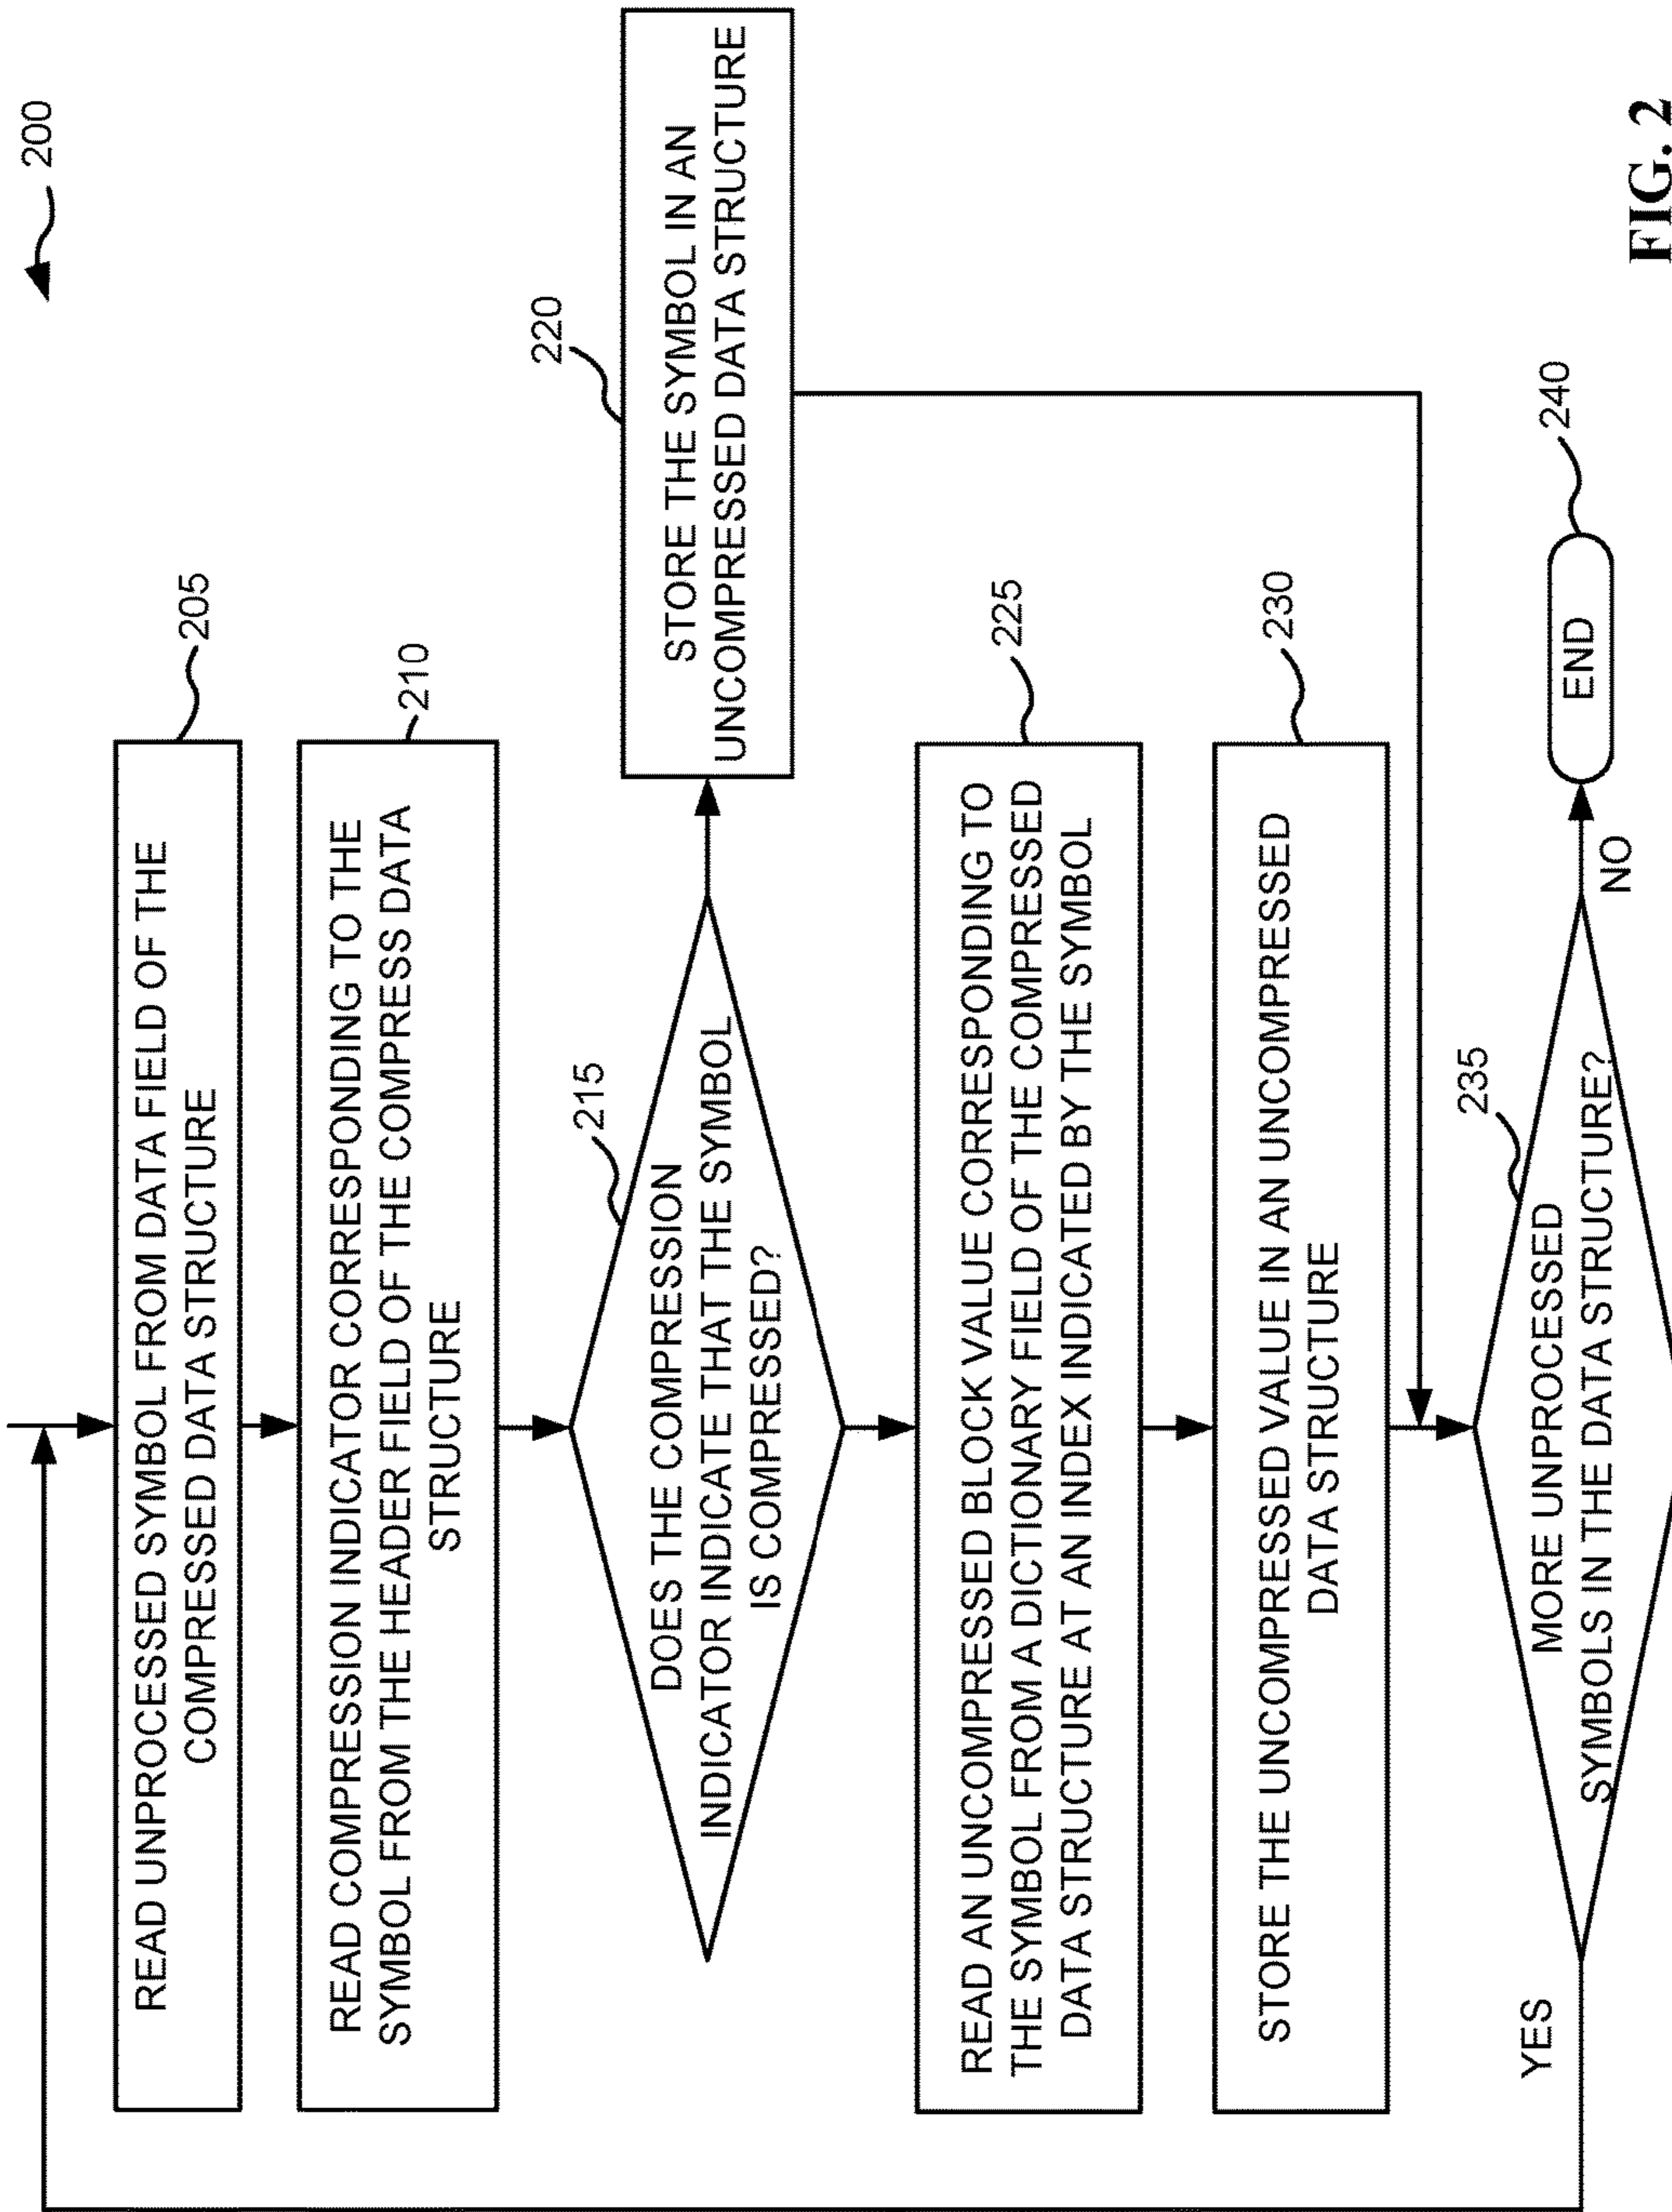 200
READ UNPROCESSED SYMBOL FROM DATA FIELD OF THE
COMPRESSED DATA STRUCTURE
205
READ COMPRESSION INDICATOR CORRESPONDING TO THE
SYMBOL FROM THE HEADER FIELD OF THE COMPRESS DATA
STRUCTURE
210
DOES THE COMPRESSION
INDICATOR INDICATE THAT THE SYMBOL
IS COMPRESSED?
215
STORE THE SYMBOL IN AN
UNCOMPRESSED DATA STRUCTURE
220
READ AN UNCOMPRESSED BLOCK VALUE CORRESPONDING TO
THE SYMBOL FROM A DICTIONARY FIELD OF THE COMPRESSED
DATA STRUCTURE AT AN INDEX INDICATED BY THE SYMBOL
225
STORE THE UNCOMPRESSED VALUE IN AN UNCOMPRESSED
DATA STRUCTURE
230
MORE UNPROCESSED
SYMBOLS IN THE DATA STRUCTURE?
235
YES
NO
END
240
FIG. 2